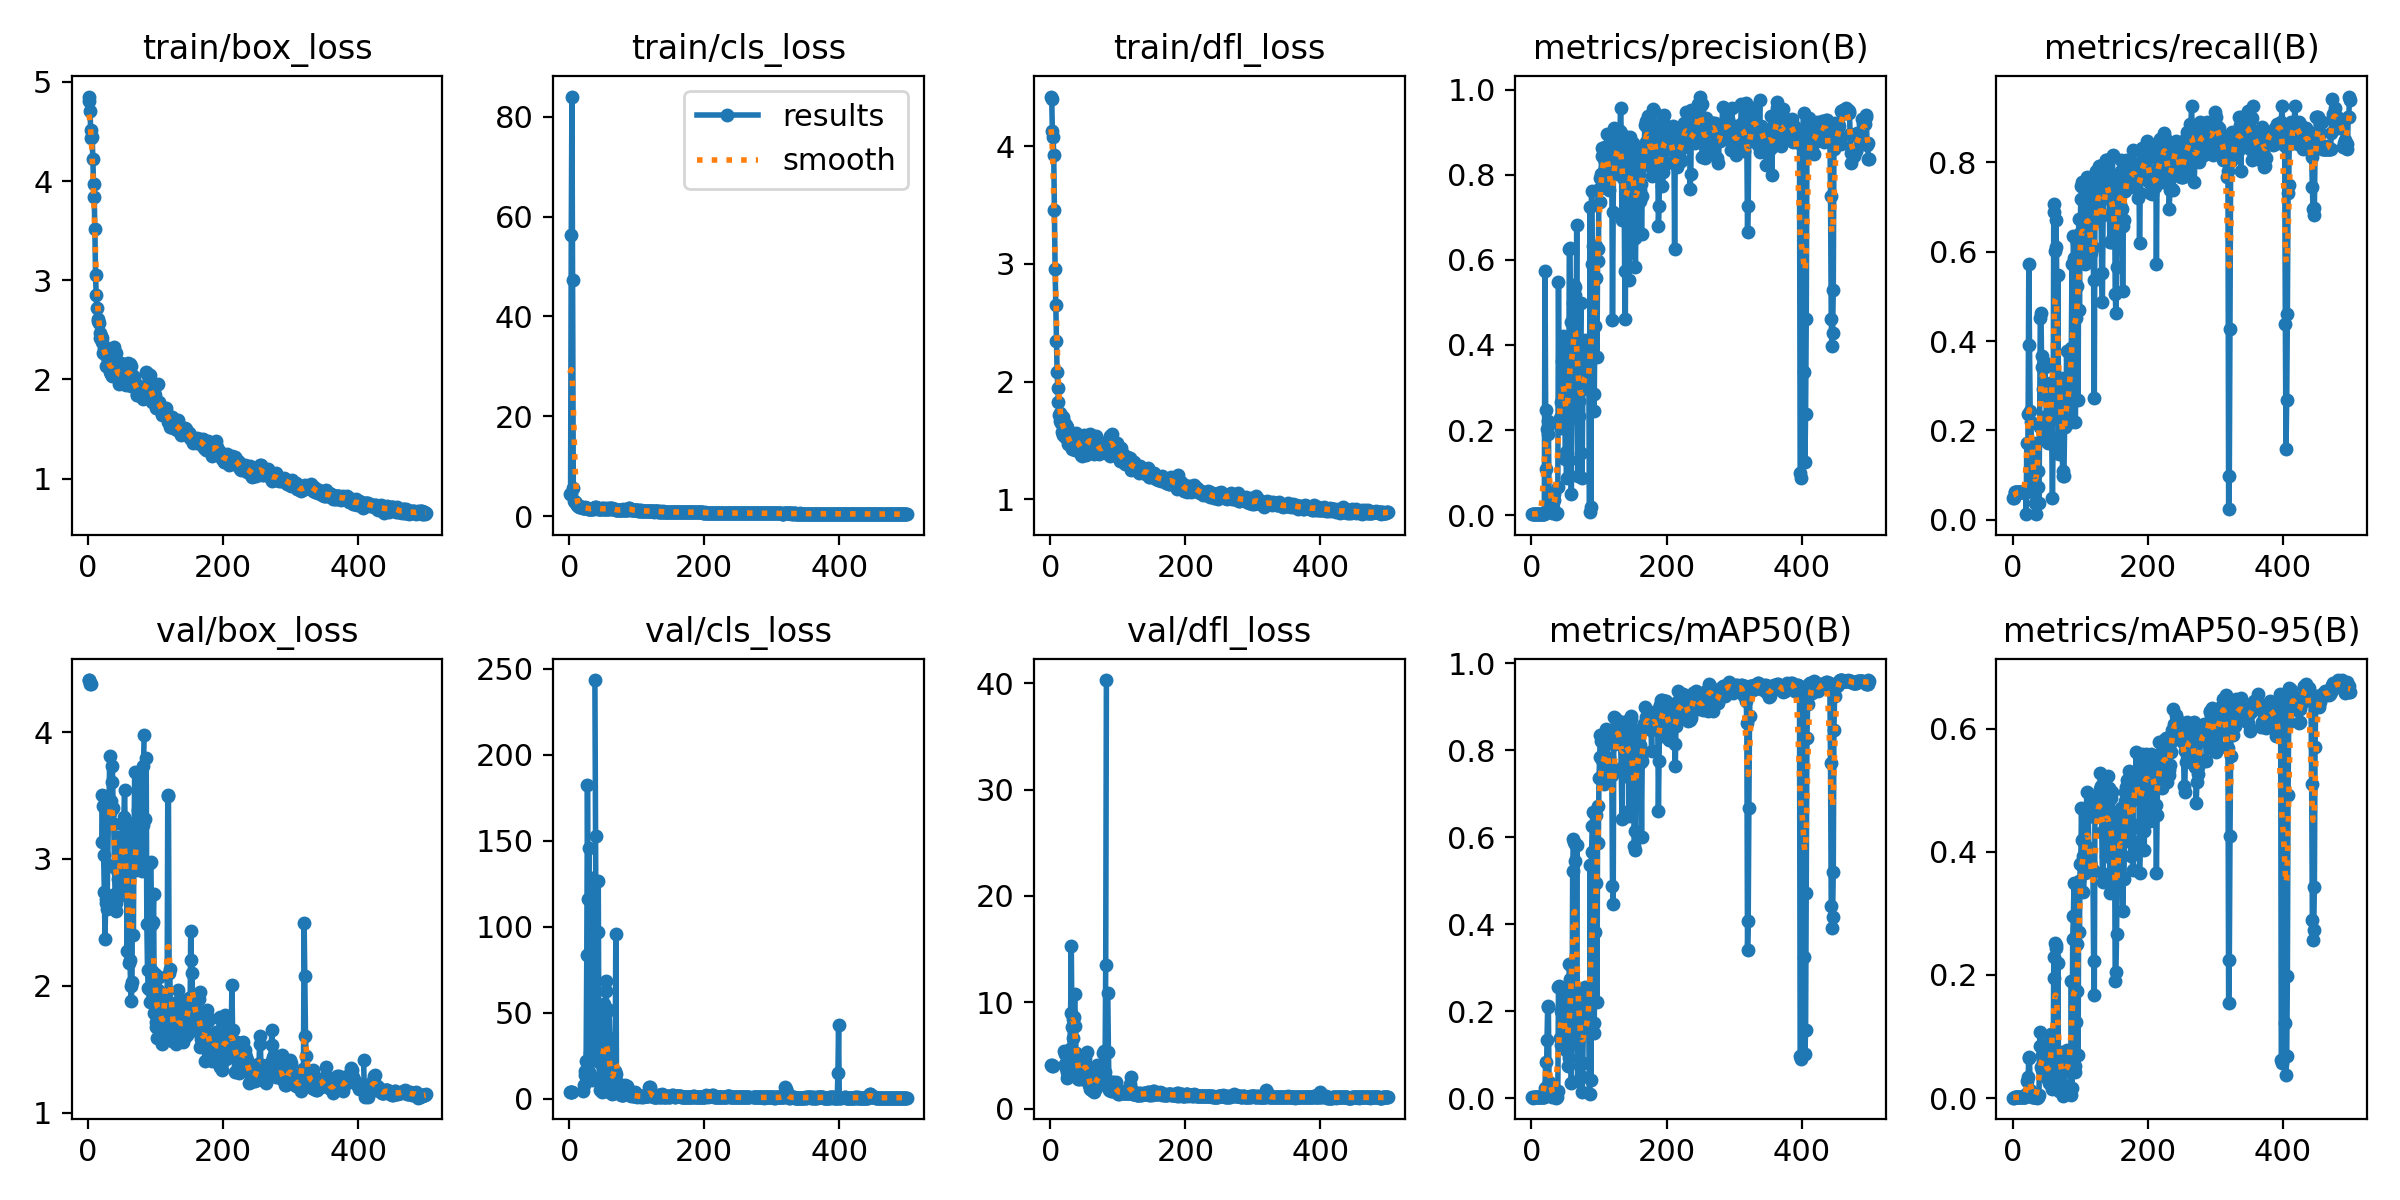 train/box_loss
5
4
3
2
1
0 200 400
train/cls_loss
results
smooth
80
60
40
20
0
0 200 400
train/dfl_loss
4
3
2
1
0 200 400
metrics/precision(B)
1.0
0.8
0.6
0.4
0.2
0.0
0 200 400
metrics/recall(B)
0.8
0.6
0.4
0.2
0.0
0 200 400
val/box_loss
4
3
2
1
0 200 400
val/cls_loss
250
200
150
100
50
0
0 200 400
val/dfl_loss
40
30
20
10
0
0 200 400
metrics/mAP50(B)
1.0
0.8
0.6
0.4
0.2
0.0
0 200 400
metrics/mAP50-95(B)
0.6
0.4
0.2
0.0
0 200 400